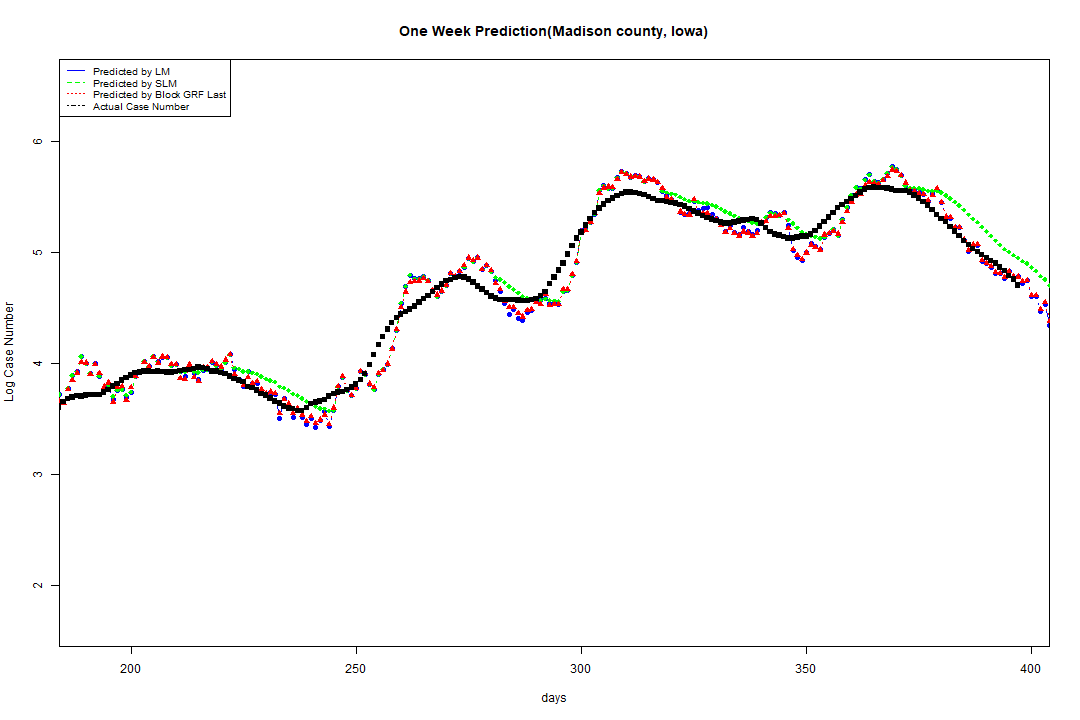 One Week Prediction(Madison county, Iowa)
Predicted by LM
Predicted by SLM
Predicted by Block GRF Last
Actual Case Number
6
5
4
3
2
Log Case Number
200 250 300 350 400
days